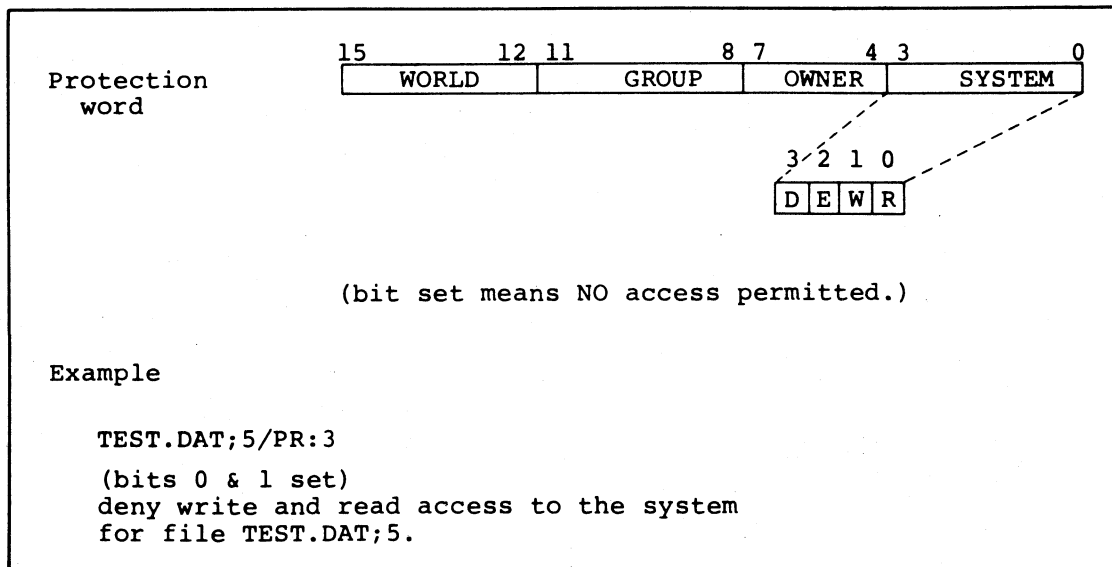 15 12 11 8 7 4 3 0
Protection WORLD GROUP OWNER SYSTEM
word
3 2 1 0
D E W R
(bit set means NO access permitted.)
Example
TEST.DAT;5/PR:3
(bits 0 & 1 set)
deny write and read access to the system
for file TEST.DAT;5.